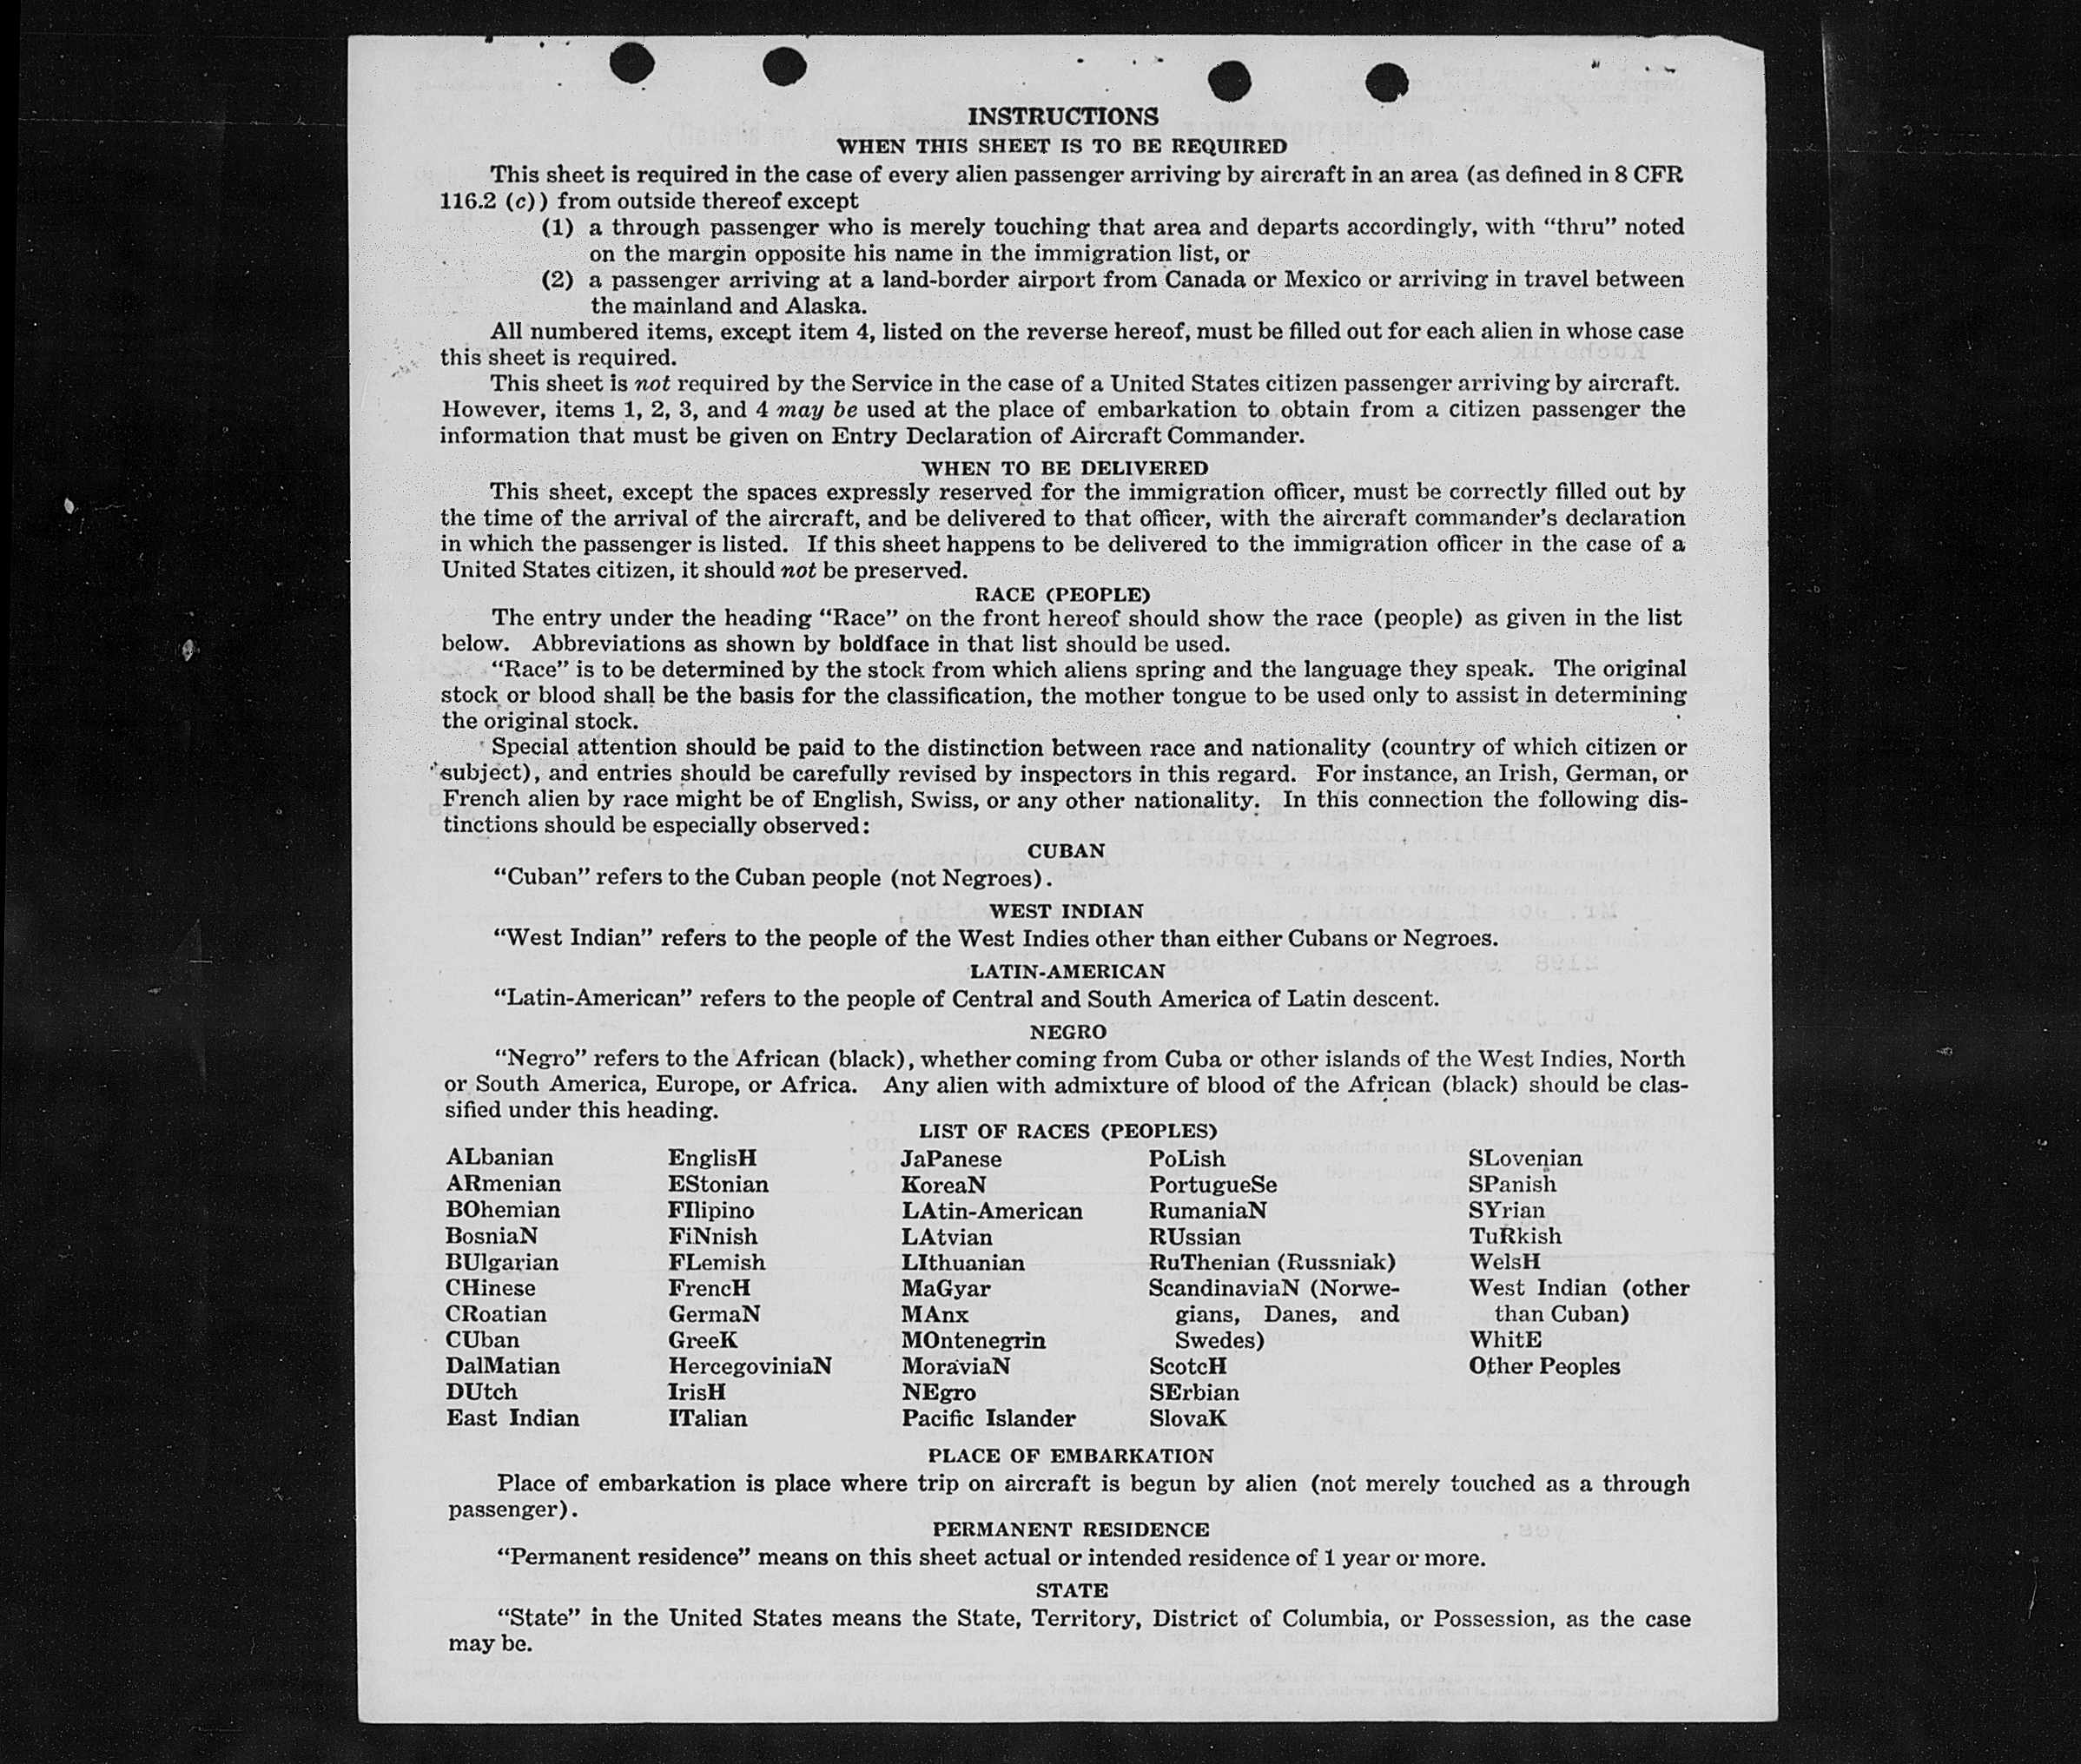 INSTRUCTIONS
WHEN THIS SHEET IS TO BE REQUIRED
This sheet is required in the case of every alien passenger arriving by aircraft in an area (as defined in 8 CFR
116.2 (c)) from outside thereof except
(1) a through passenger who is merely touching that area and departs accordingly, with “thru” noted
on the margin opposite his name in the immigration list, or
(2) a passenger arriving at a land-border airport from Canada or Mexico or arriving in travel between
the mainland and Alaska.
All numbered items, except item 4, listed on the reverse hereof, must be filled out for each alien in whose case
this sheet is required.
This sheet is not required by the Service in the case of a United States citizen passenger arriving by aircraft.
However, items 1, 2, 3, and 4 may be used at the place of embarkation to obtain from a citizen passenger the
information that must be given on Entry Declaration of Aircraft Commander.
WHEN TO BE DELIVERED
This sheet, except the spaces expressly reserved for the immigration officer, must be correctly filled out by
the time of the arrival of the aircraft, and be delivered to that officer, with the aircraft commander’s declaration
in which the passenger is listed. If this sheet happens to be delivered to the immigration officer in the case of a
United States citizen, it should not be preserved.
RACE (PEOPLE)
The entry under the heading “Race” on the front hereof should show the race (people) as given in the list
below. Abbreviations as shown by boldface in that list should be used.
“Race” is to be determined by the stock from which aliens spring and the language they speak. The original
stock or blood shall be the basis for the classification, the mother tongue to be used only to assist in determining
the original stock.
Special attention should be paid to the distinction between race and nationality (country of which citizen or
subject), and entries should be carefully revised by inspectors in this regard. For instance, an Irish, German, or
French alien by race might be of English, Swiss, or any other nationality. In this connection the following dis-
tinctions should be especially observed:
CUBAN
“Cuban” refers to the Cuban people (not Negroes).
WEST INDIAN
“West Indian” refers to the people of the West Indies other than either Cubans or Negroes.
LATIN-AMERICAN
“Latin-American” refers to the people of Central and South America of Latin descent.
NEGRO
“Negro” refers to the African (black), whether coming from Cuba or other islands of the West Indies, North
or South America, Europe, or Africa. Any alien with admixture of blood of the African (black) should be clas-
sified under this heading.
LIST OF RACES (PEOPLES)
ALbanian
ARmenian
BOhemian
BosniaN
BUlgarian
CHinese
CRoatian
CUban
DalMatian
DUtch
East Indian
EnglisH
EStonian
FIlipino
FiNnish
FLemish
FrencH
GermaN
GreeK
HercegoviniaN
IrisH
ITalian
JaPanese
KoreaN
LAtin-American
LAtvian
LIthuanian
MaGyar
MAnx
MOntenegrin
MoraviaN
NEgro
Pacific Islander
PoLish
PortugueSe
RumaniaN
RUssian
RuThenian (Russniak)
ScandinaviaN (Norwe-
gians, Danes, and
Swedes)
ScotcH
SErbian
SlovaK
SLovenian
SPanish
SYrian
TuRkish
WelsH
West Indian (other
than Cuban)
WhitE
Other Peoples
PLACE OF EMBARKATION
Place of embarkation is place where trip on aircraft is begun by alien (not merely touched as a through
passenger).
PERMANENT RESIDENCE
“Permanent residence” means on this sheet actual or intended residence of 1 year or more.
STATE
“State” in the United States means the State, Territory, District of Columbia, or Possession, as the case
may be.